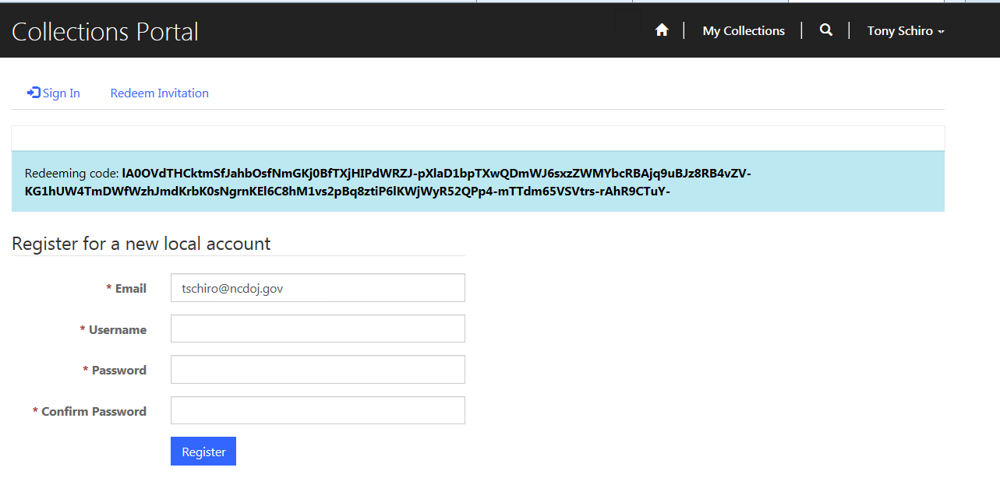 Collections Portal
My Collections
Tony Schiro
Sign In
Redeem Invitation
Redeeming code: lA0OVdTHCktmSfJahbOsfNmGKj0BfTXjHIPdWRZJ-pXlaD1bpTXwQDmWJ6sxzZWMYbcRBAjq9uBJz8RB4vZV-
KG1hUW4TmDWfWzhJmdKrbK0sNgrnKEl6C8hM1vs2pBq8ztiP6lKWjWyR52QPp4-mTTdm65VSVtrs-rAhR9CTuY-
Register for a new local account
* Email
tschiro@ncdoj.gov
* Username
* Password
* Confirm Password
Register